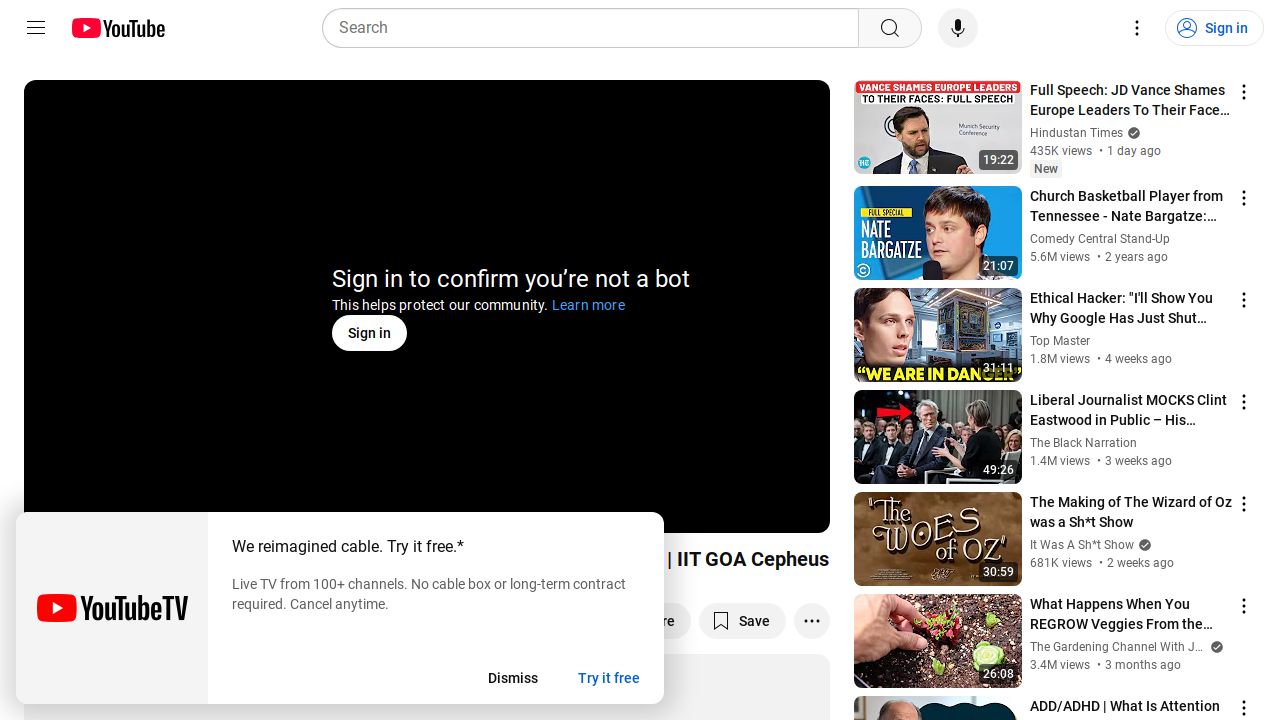 YouTube
Search
Sign in
Sign in to confirm you’re not a bot
This helps protect our community. Learn more
Sign in
| IIT GOA Cepheus
re
Save
We reimagined cable. Try it free.*
Live TV from 100+ channels. No cable box or long-term contract
required. Cancel anytime.
YouTubeTV
Dismiss
Try it free
VANCE SHAMES EUROPE LEADERS
TO THEIR FACES: FULL SPEECH
Munich Security
Conference
19:22
Full Speech: JD Vance Shames
Europe Leaders To Their Face…
Hindustan Times
435K views • 1 day ago
New
FULL SPECIAL
NATE
BARGATZE
21:07
Church Basketball Player from
Tennessee - Nate Bargatze:…
Comedy Central Stand-Up
5.6M views • 2 years ago
“WE ARE IN DANGER”
31:11
Ethical Hacker: "I'll Show You
Why Google Has Just Shut…
Top Master
1.8M views • 4 weeks ago
49:26
Liberal Journalist MOCKS Clint
Eastwood in Public – His…
The Black Narration
1.4M views • 3 weeks ago
"The
WOES
of OZ"
30:59
The Making of The Wizard of Oz
was a Sh*t Show
It Was A Sh*t Show
681K views • 2 weeks ago
26:08
What Happens When You
REGROW Veggies From the…
The Gardening Channel With J…
3.4M views • 3 months ago
ADD/ADHD | What Is Attention